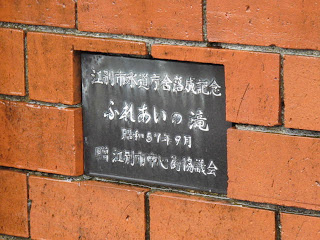 江別市水道庁舎落成記念
ふれあいの滝
昭和57年9月
江別市中心街協議会